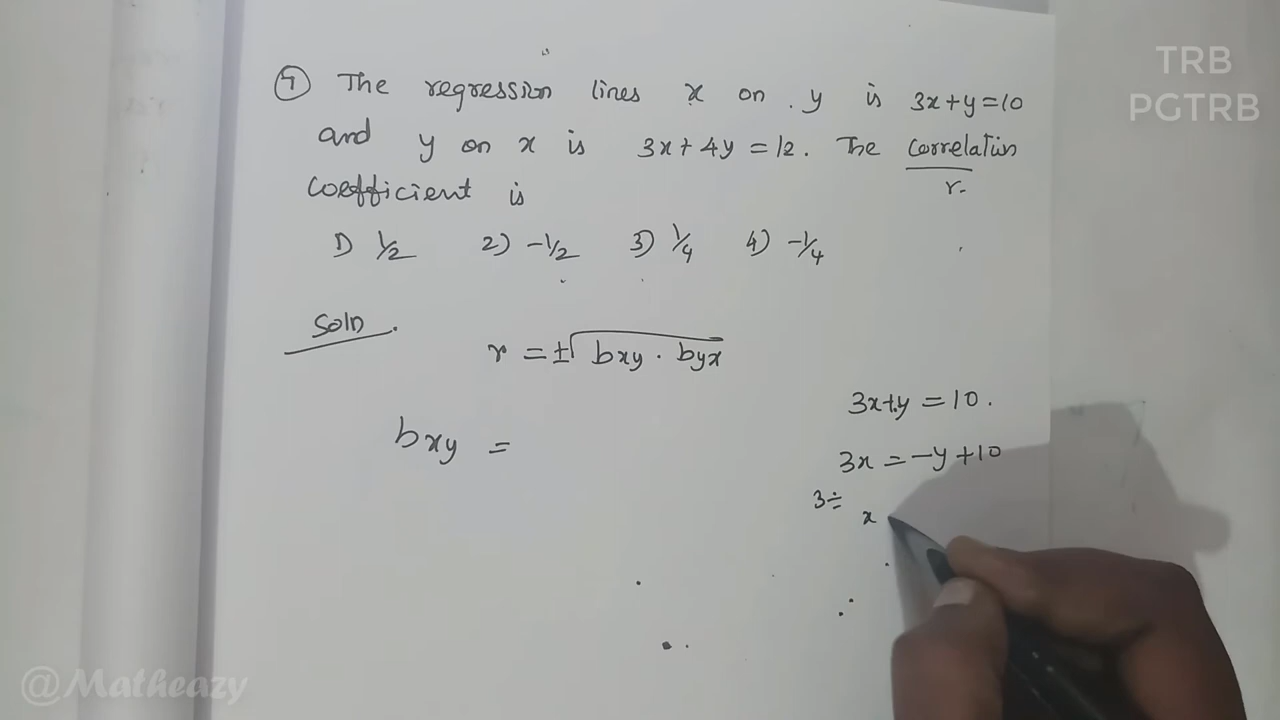 7 The regression lines x on y is 3x+y=10
and y on x is 3x+4y=12. The correlation
coefficient is
r.
1) 1/2 2) -1/2 3) 1/4 4) -1/4
Soln.
r = ±√bxy . byx
3x+y = 10.
bxy =
3x = -y+10
3÷ x
TRB
PGTRB
@Matheazy